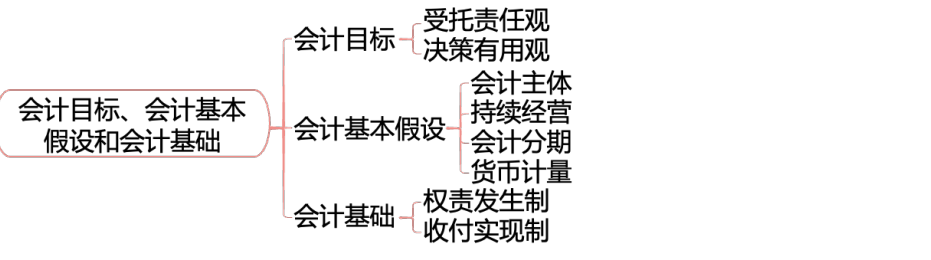 会计目标、会计基本
假设和会计基础
会计目标
受托责任观
决策有用观
会计基本假设
会计主体
持续经营
会计分期
货币计量
会计基础
权责发生制
收付实现制